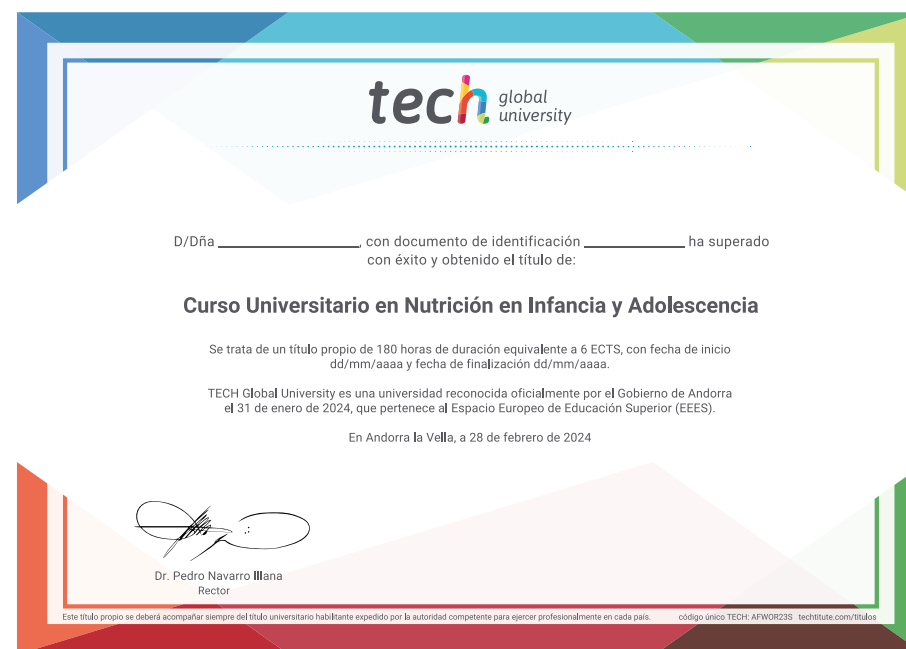 tech global university
D/Dña ____________________, con documento de identificación ______________ ha superado
con éxito y obtenido el título de:
Curso Universitario en Nutrición en Infancia y Adolescencia
Se trata de un título propio de 180 horas de duración equivalente a 6 ECTS, con fecha de inicio
dd/mm/aaaa y fecha de finalización dd/mm/aaaa.
TECH Global University es una universidad reconocida oficialmente por el Gobierno de Andorra
el 31 de enero de 2024, que pertenece al Espacio Europeo de Educación Superior (EEES).
En Andorra la Vella, a 28 de febrero de 2024
Dr. Pedro Navarro Illana
Rector
Este título propio se deberá acompañar siempre del título universitario habilitante expedido por la autoridad competente para ejercer profesionalmente en cada país. código único TECH: AFWOR23S techtitute.com/titulos